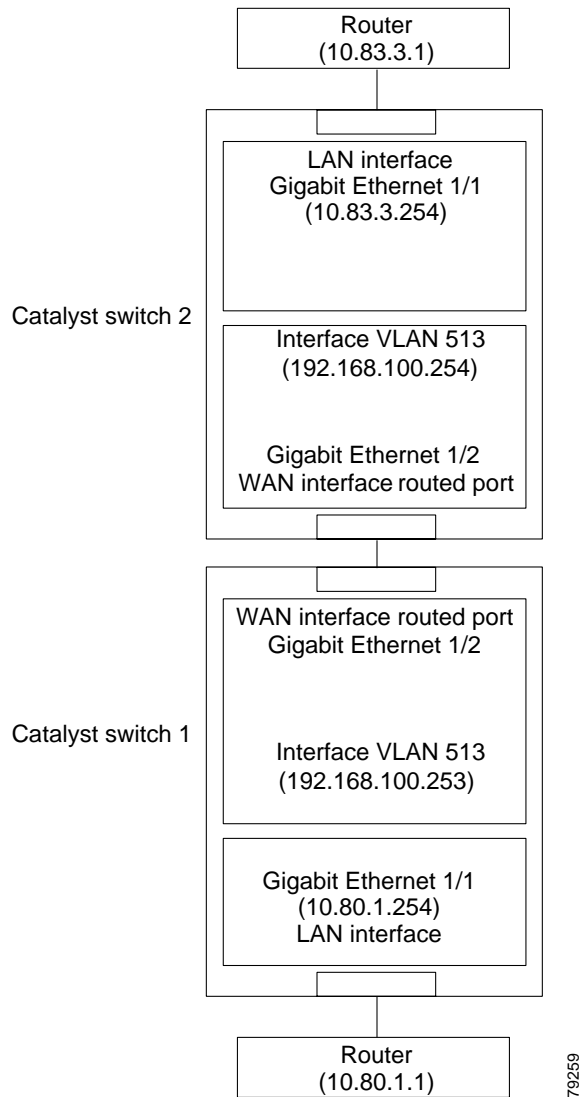 Router
(10.83.3.1)
LAN interface
Gigabit Ethernet 1/1
(10.83.3.254)
Catalyst switch 2
Interface VLAN 513
(192.168.100.254)
Gigabit Ethernet 1/2
WAN interface routed port
WAN interface routed port
Gigabit Ethernet 1/2
Catalyst switch 1
Interface VLAN 513
(192.168.100.253)
Gigabit Ethernet 1/1
(10.80.1.254)
LAN interface
Router
(10.80.1.1)
79259